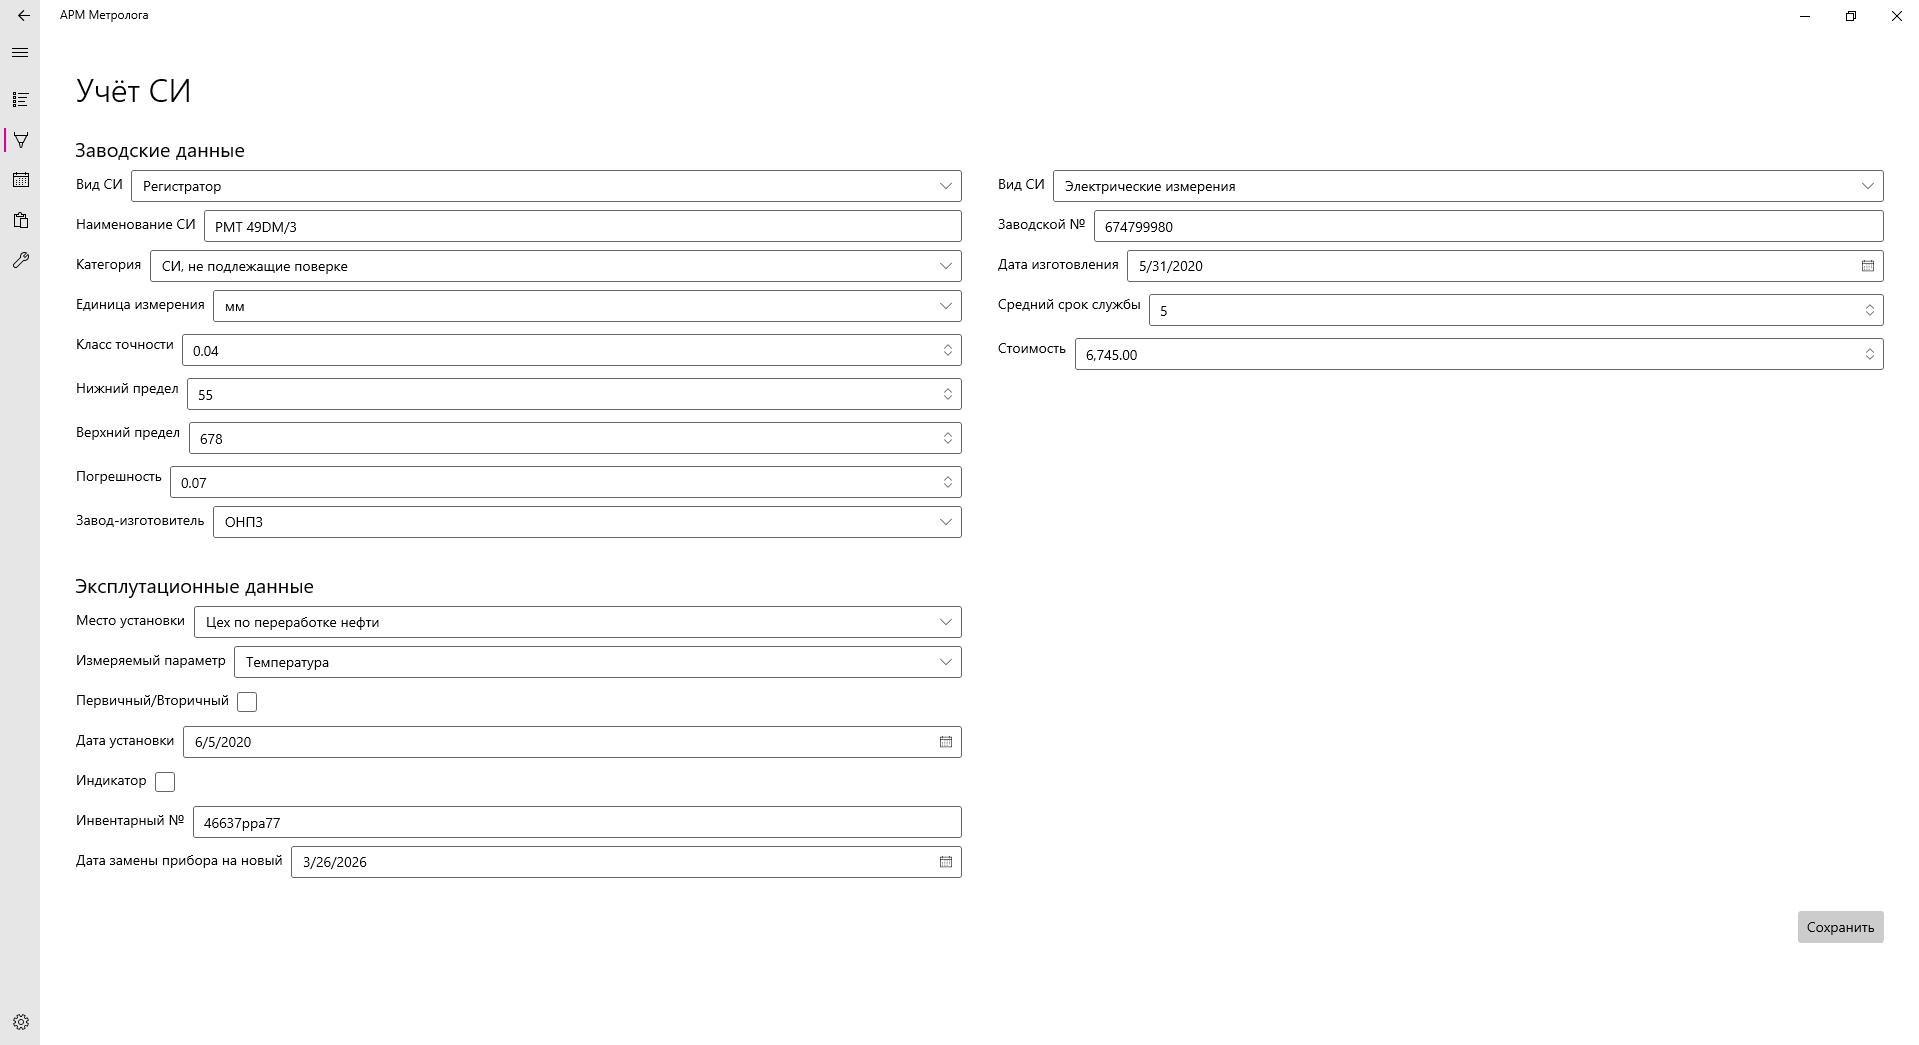 АРМ Метролога
Учёт СИ
Заводские данные
Вид СИ Регистратор
Наименование СИ РМТ 49DM/3
Категория СИ, не подлежащие поверке
Единица измерения мм
Класс точности 0.04
Нижний предел 55
Верхний предел 678
Погрешность 0.07
Завод-изготовитель ОНПЗ
Вид СИ Электрические измерения
Заводской № 674799980
Дата изготовления 5/31/2020
Средний срок службы 5
Стоимость 6,745.00
Эксплутационные данные
Место установки Цех по переработке нефти
Измеряемый параметр Температура
Первичный/Вторичный
Дата установки 6/5/2020
Индикатор
Инвентарный № 46637ppa77
Дата замены прибора на новый 3/26/2026
Сохранить